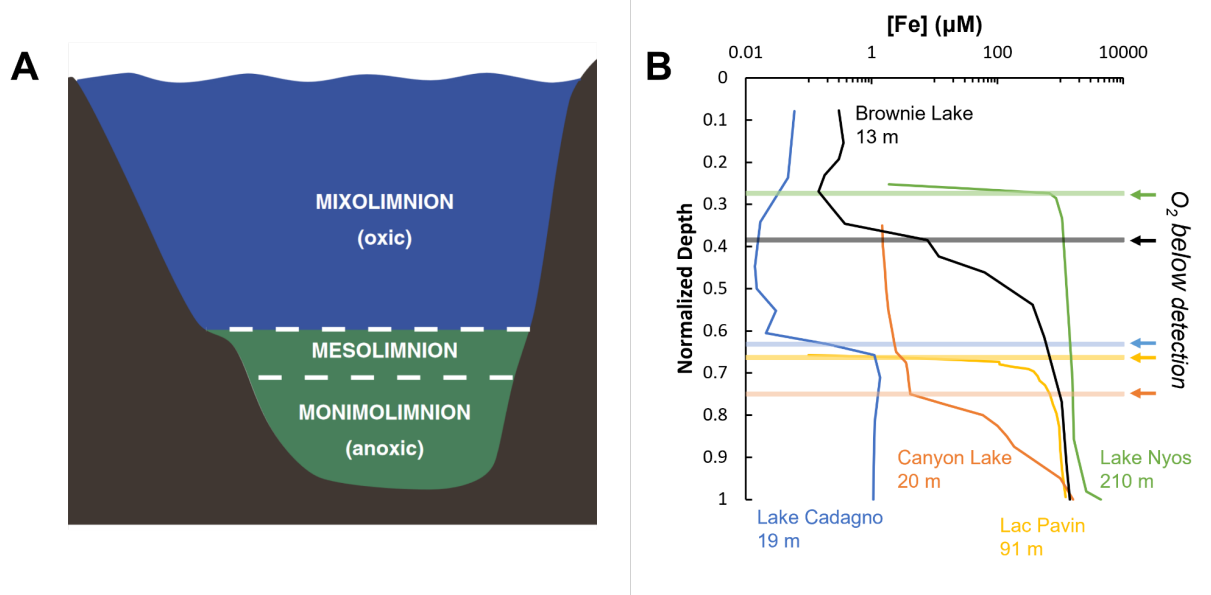 A
MIXOLIMNION
(oxic)
MESOLIMNION
MONIMOLIMNION
(anoxic)
B
[Fe] (µM)
0.01 1 100 10000
Normalized Depth
0
0.1
0.2
0.3
0.4
0.5
0.6
0.7
0.8
0.9
1
Brownie Lake
13 m
O₂ below detection
Canyon Lake
20 m
Lake Nyos
210 m
Lake Cadagno
19 m
Lac Pavin
91 m